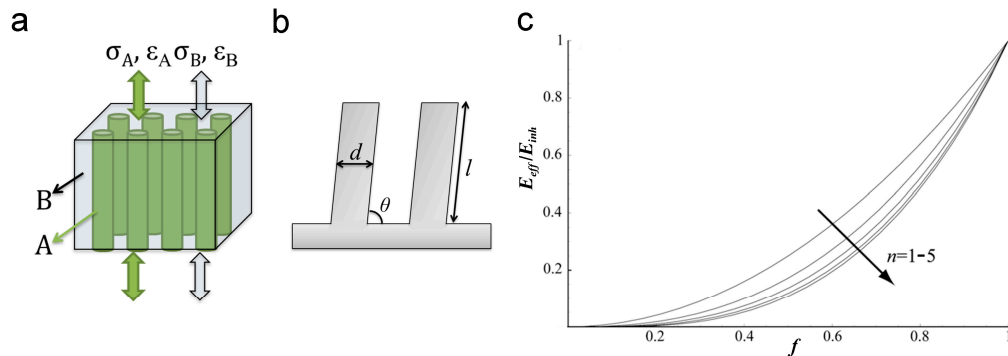 a
σA, εA σB, εB
B
A
b
d
l
θ
c
Eeff/Einh
1
0.8
0.6
0.4
0.2
n=1-5
0.2
0.4
0.6
0.8
1
f